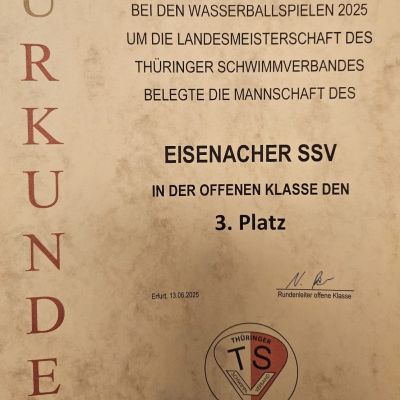 URKUNDE
BEI DEN WASSERBALLSPIELEN 2025
UM DIE LANDESMEISTERSCHAFT DES
THÜRINGER SCHWIMMVERBANDES
BELEGTE DIE MANNSCHAFT DES
EISENACHER SSV
IN DER OFFENEN KLASSE DEN
3. Platz
Erfurt, 13.06.2025
Rundenleiter offene Klasse
THÜRINGER
TS